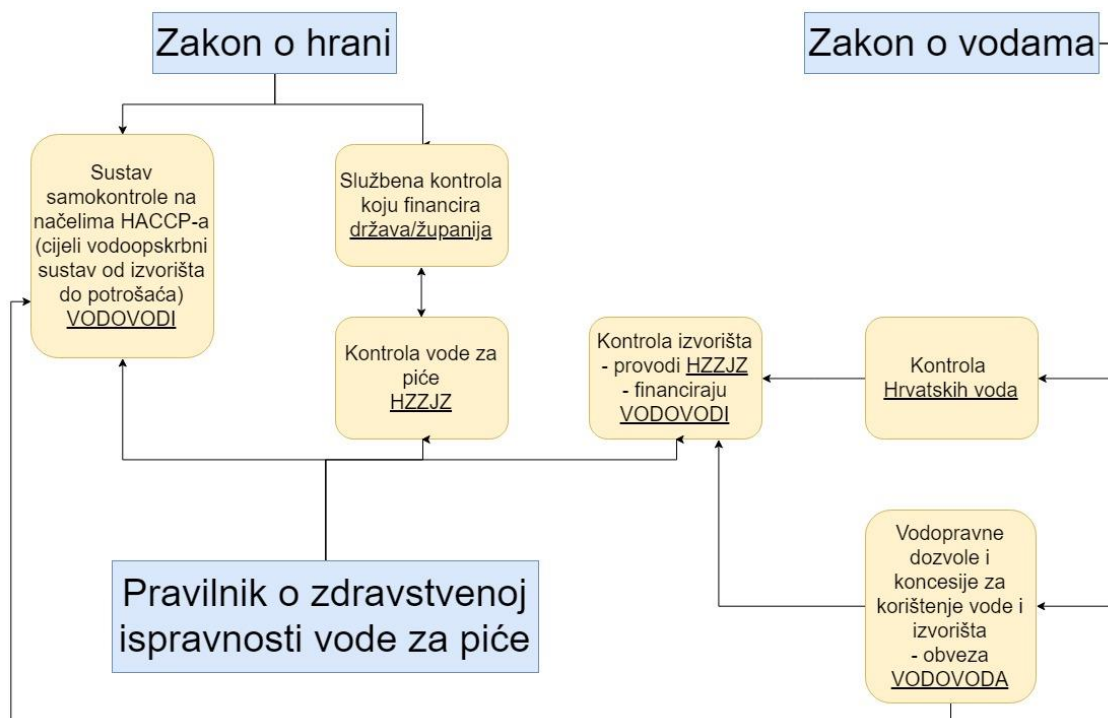 Zakon o hrani
Zakon o vodama
Sustav
samokontrole na
načelima HACCP-a
(cijeli vodoopskrbni
sustav od izvorišta
do potrošaća)
VODOVODI
Službena kontrola
koju financira
država/županija
Kontrola vode za
piće
HZZJZ
Kontrola izvorišta
- provodi HZZJZ
- financiraju
VODOVODI
Kontrola
Hrvatskih voda
Pravilnik o zdravstvenoj
ispravnosti vode za piće
Vodopravne
dozvole i
koncesije za
korištenje vode i
izvorišta
- obveza
VODOVODA